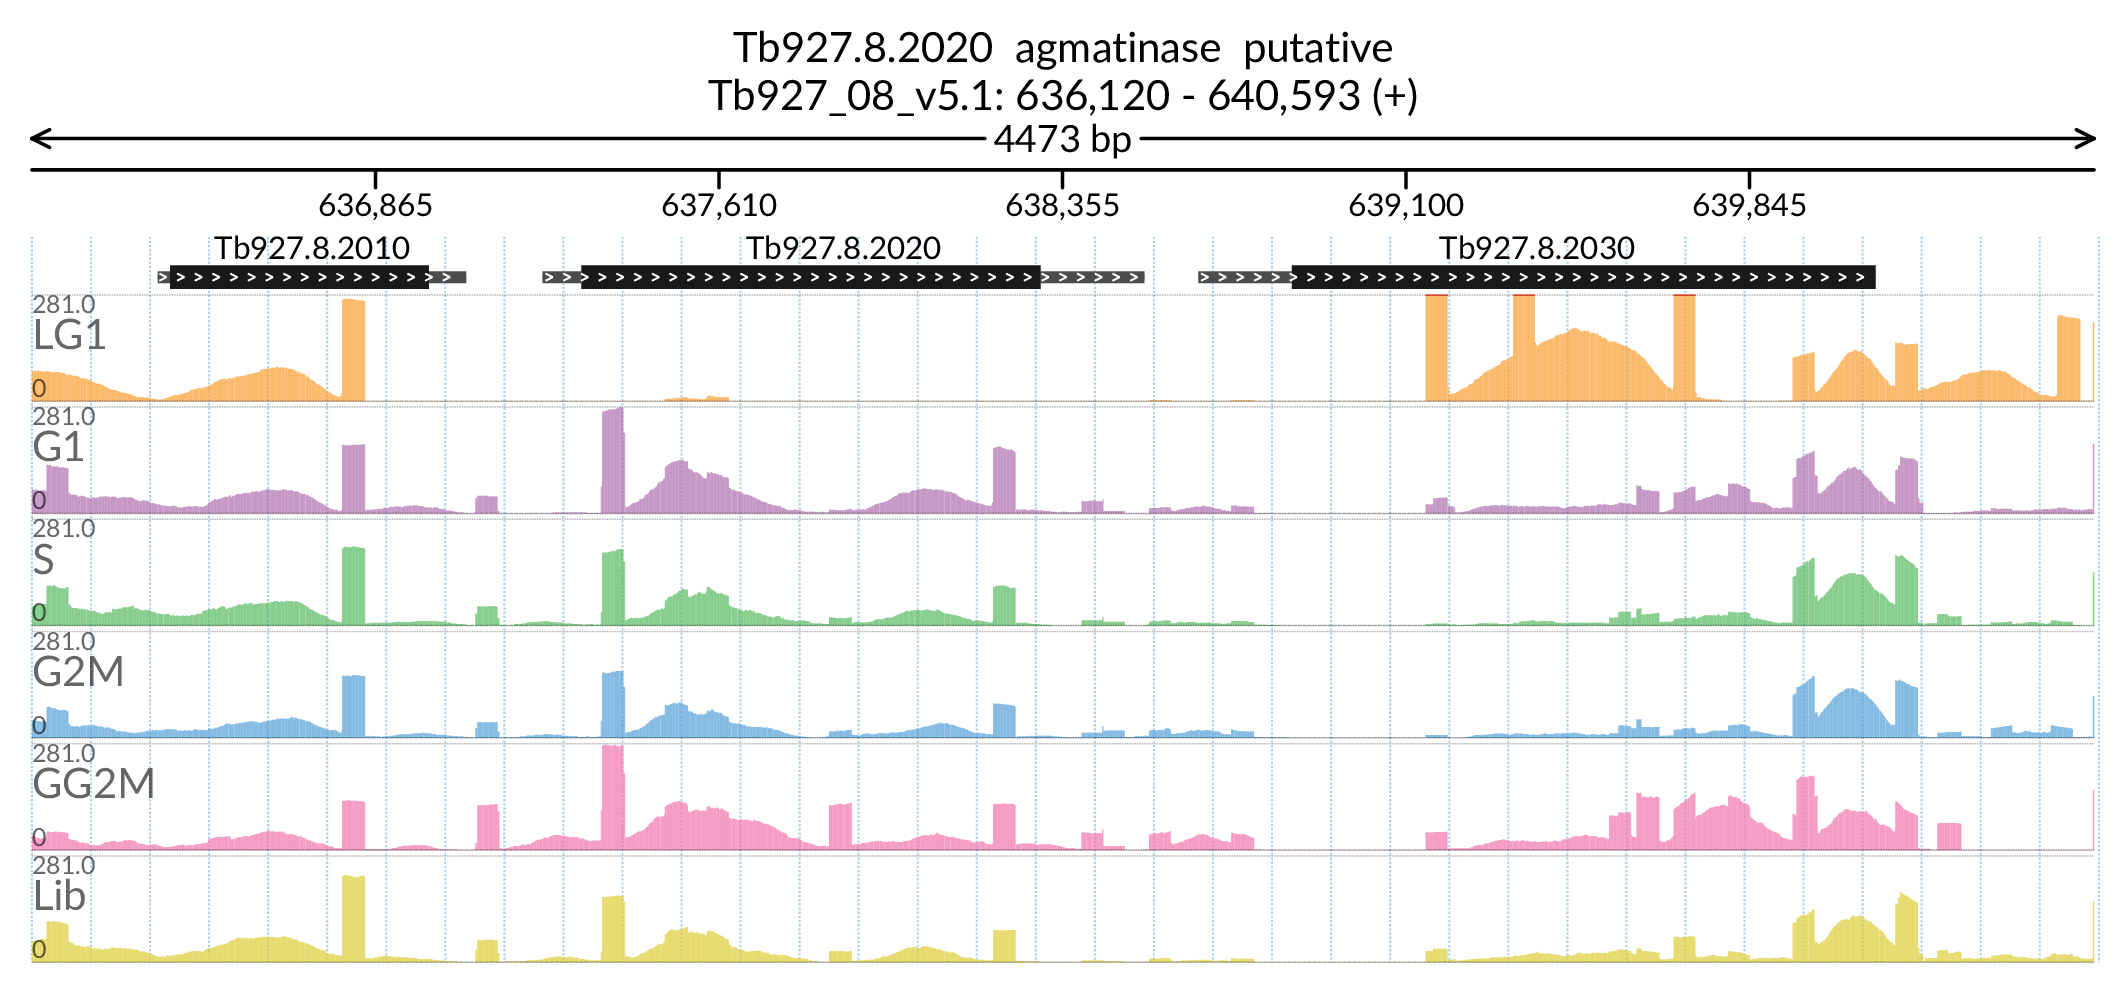 Tb927.8.2020 agmatinase putative
Tb927_08_v5.1: 636,120 - 640,593 (+)
4473 bp
636,865 637,610 638,355 639,100 639,845
Tb927.8.2010 Tb927.8.2020 Tb927.8.2030
281.0
LG1
0
281.0
G1
0
281.0
S
0
281.0
G2M
0
281.0
GG2M
0
281.0
Lib
0